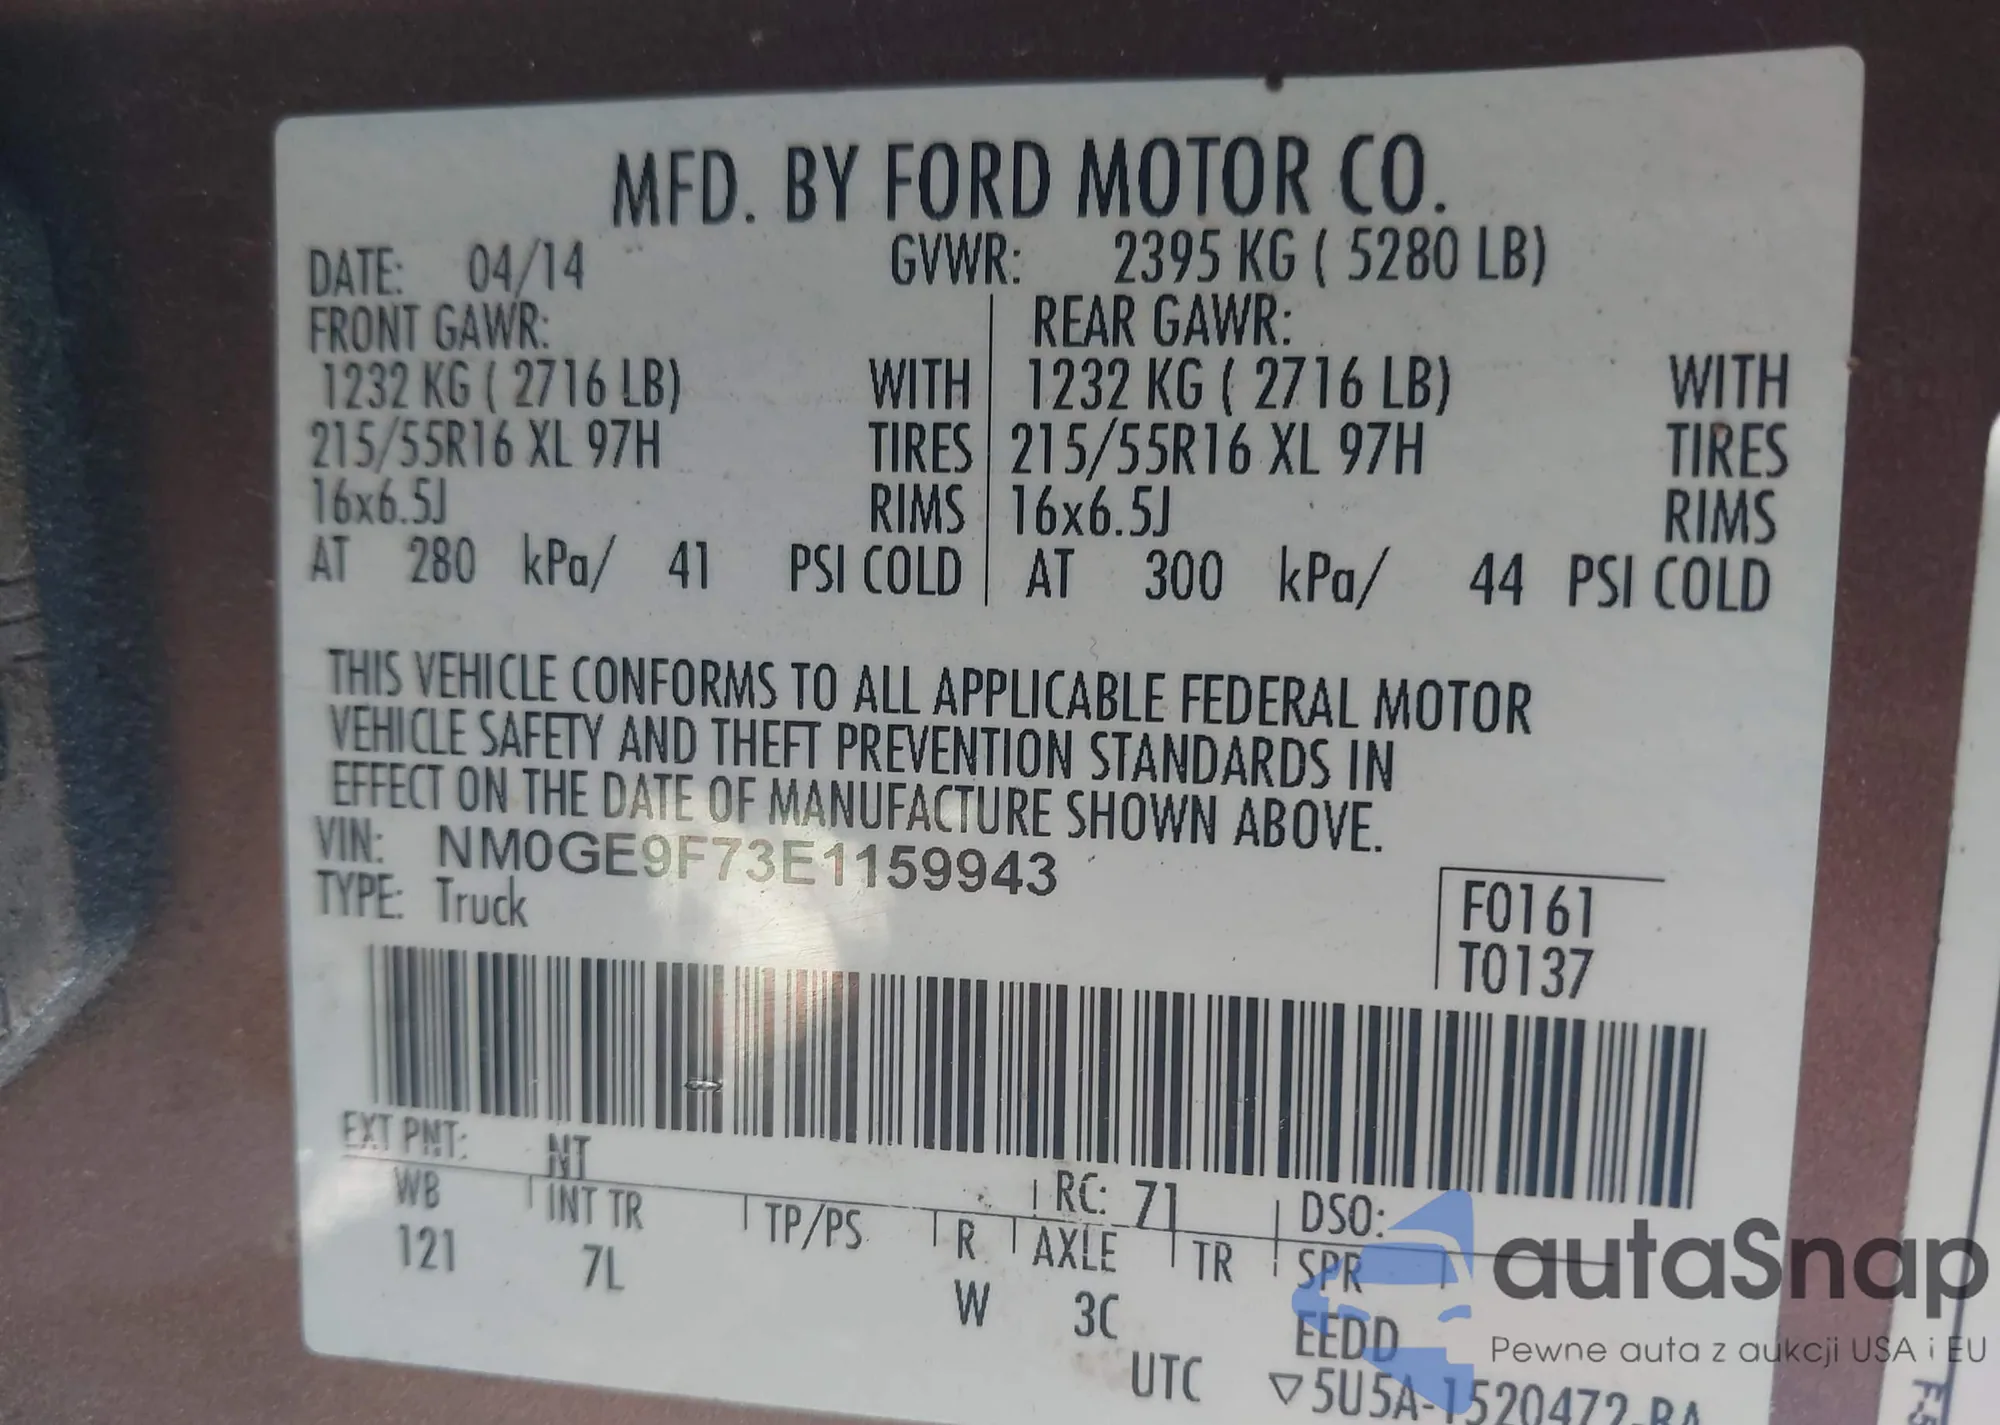 MFD. BY FORD MOTOR CO.
DATE: 04/14 GVWR: 2395 KG ( 5280 LB)
FRONT GAWR: REAR GAWR:
1232 KG ( 2716 LB) WITH 1232 KG ( 2716 LB) WITH
215/55R16 XL 97H TIRES 215/55R16 XL 97H TIRES
16x6.5J RIMS 16x6.5J RIMS
AT 280 kPa/ 41 PSI COLD AT 300 kPa/ 44 PSI COLD
THIS VEHICLE CONFORMS TO ALL APPLICABLE FEDERAL MOTOR
VEHICLE SAFETY AND THEFT PREVENTION STANDARDS IN
EFFECT ON THE DATE OF MANUFACTURE SHOWN ABOVE.
VIN: NM0GE9F73E1159943
TYPE: Truck
F0161
T0137
EXT PNT: NT RC: 71 DSO:
WB INT TR TP/PS R AXLE TR SPR
121 7L W 3C EEDD
UTC ▽5U5A-1520472-BA
autaSnap
Pewne auta z aukcji USA i EU